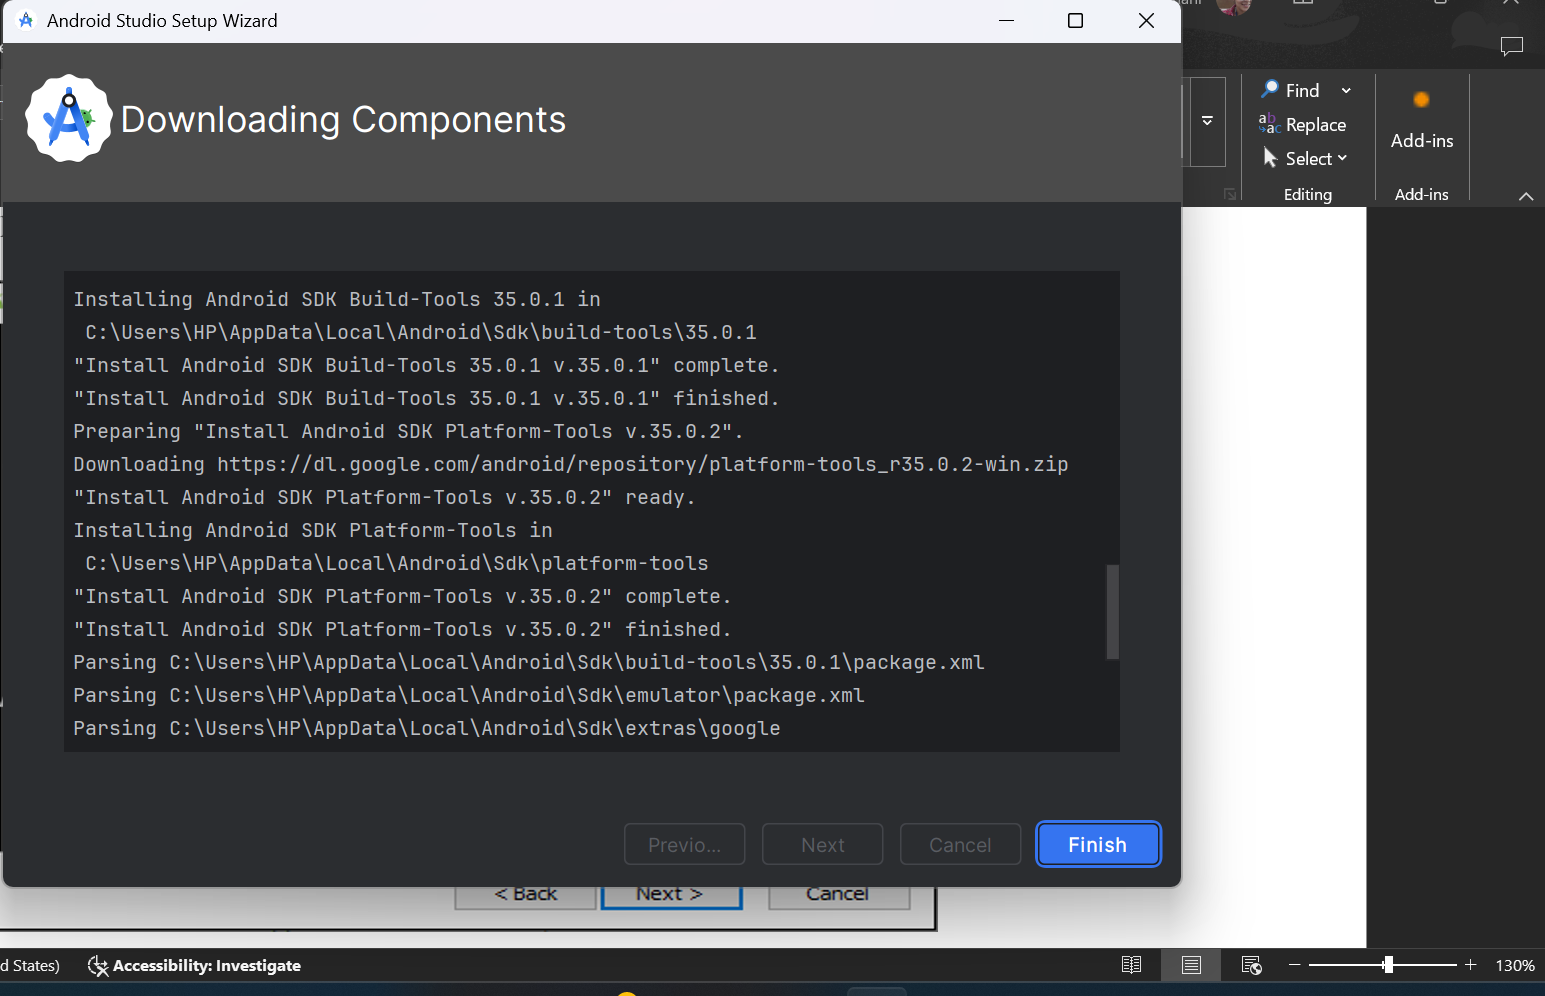 Android Studio Setup Wizard
Downloading Components
Installing Android SDK Build-Tools 35.0.1 in
C:\Users\HP\AppData\Local\Android\Sdk\build-tools\35.0.1
"Install Android SDK Build-Tools 35.0.1 v.35.0.1" complete.
"Install Android SDK Build-Tools 35.0.1 v.35.0.1" finished.
Preparing "Install Android SDK Platform-Tools v.35.0.2".
Downloading https://dl.google.com/android/repository/platform-tools_r35.0.2-win.zip
"Install Android SDK Platform-Tools v.35.0.2" ready.
Installing Android SDK Platform-Tools in
C:\Users\HP\AppData\Local\Android\Sdk\platform-tools
"Install Android SDK Platform-Tools v.35.0.2" complete.
"Install Android SDK Platform-Tools v.35.0.2" finished.
Parsing C:\Users\HP\AppData\Local\Android\Sdk\build-tools\35.0.1\package.xml
Parsing C:\Users\HP\AppData\Local\Android\Sdk\emulator\package.xml
Parsing C:\Users\HP\AppData\Local\Android\Sdk\extras\google
Previo... Next Cancel Finish
Find
Replace
Select
Editing
Add-ins
Add-ins
< Back Next > Cancel
d States) Accessibility: Investigate 130%